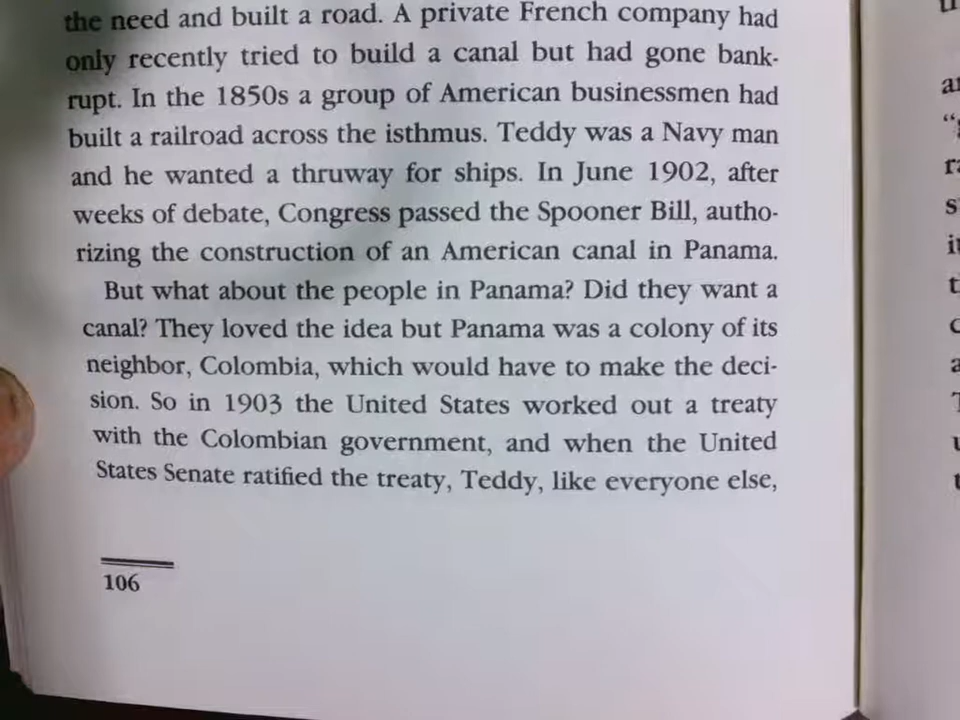 the need and built a road. A private French company had
only recently tried to build a canal but had gone bank-
rupt. In the 1850s a group of American businessmen had
built a railroad across the isthmus. Teddy was a Navy man
and he wanted a thruway for ships. In June 1902, after
weeks of debate, Congress passed the Spooner Bill, autho-
rizing the construction of an American canal in Panama.
But what about the people in Panama? Did they want a
canal? They loved the idea but Panama was a colony of its
neighbor, Colombia, which would have to make the deci-
sion. So in 1903 the United States worked out a treaty
with the Colombian government, and when the United
States Senate ratified the treaty, Teddy, like everyone else,
106